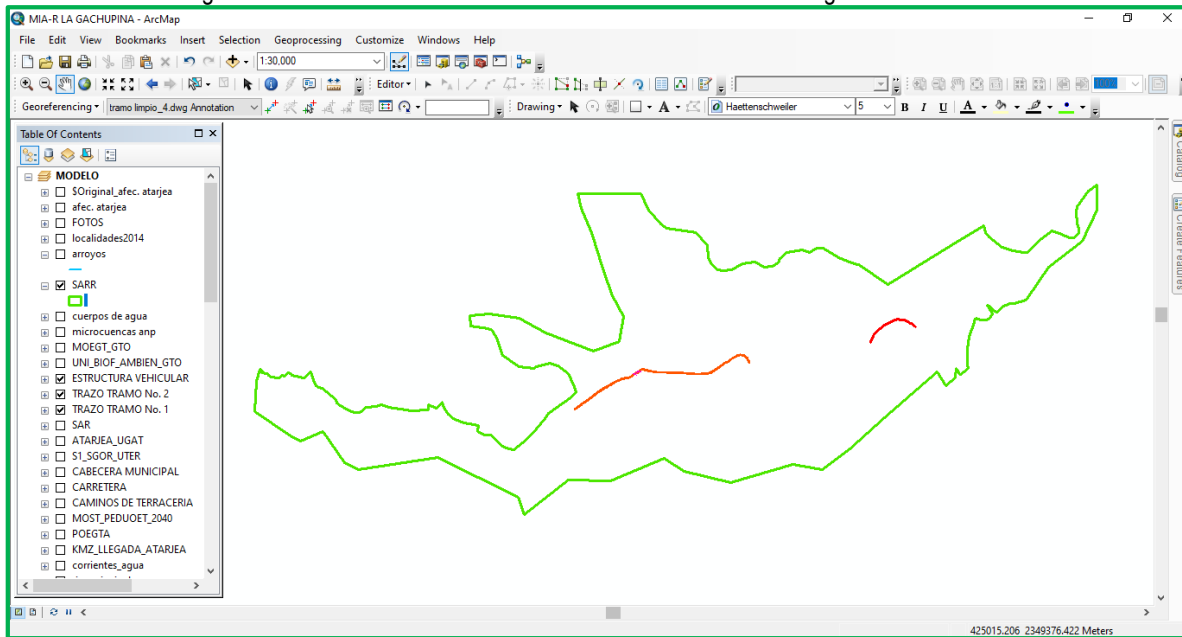 MIA-R LA GACHUPINA - ArcMap
File Edit View Bookmarks Insert Selection Geoprocessing Customize Windows Help
1:30,000
Editor
Georeferencing tramo limpio_4.dwg Annotation Drawing A Haettenschweiler 5 B I U A
Table Of Contents
MODELO
$Original_afec. atarjea
afec. atarjea
FOTOS
localidades2014
arroyos
SARR
cuerpos de agua
microcuencas anp
MOEGT_GTO
UNI_BIOF_AMBIEN_GTO
ESTRUCTURA VEHICULAR
TRAZO TRAMO No. 2
TRAZO TRAMO No. 1
SAR
ATARJEA_UGAT
S1_SGOR_UTER
CABECERA MUNICIPAL
CARRETERA
CAMINOS DE TERRACERIA
MOST_PEDUOET_2040
POEGTA
KMZ_LLEGADA_ATARJEA
corrientes_agua
Catalog
Create Features
425015.206 2349376.422 Meters